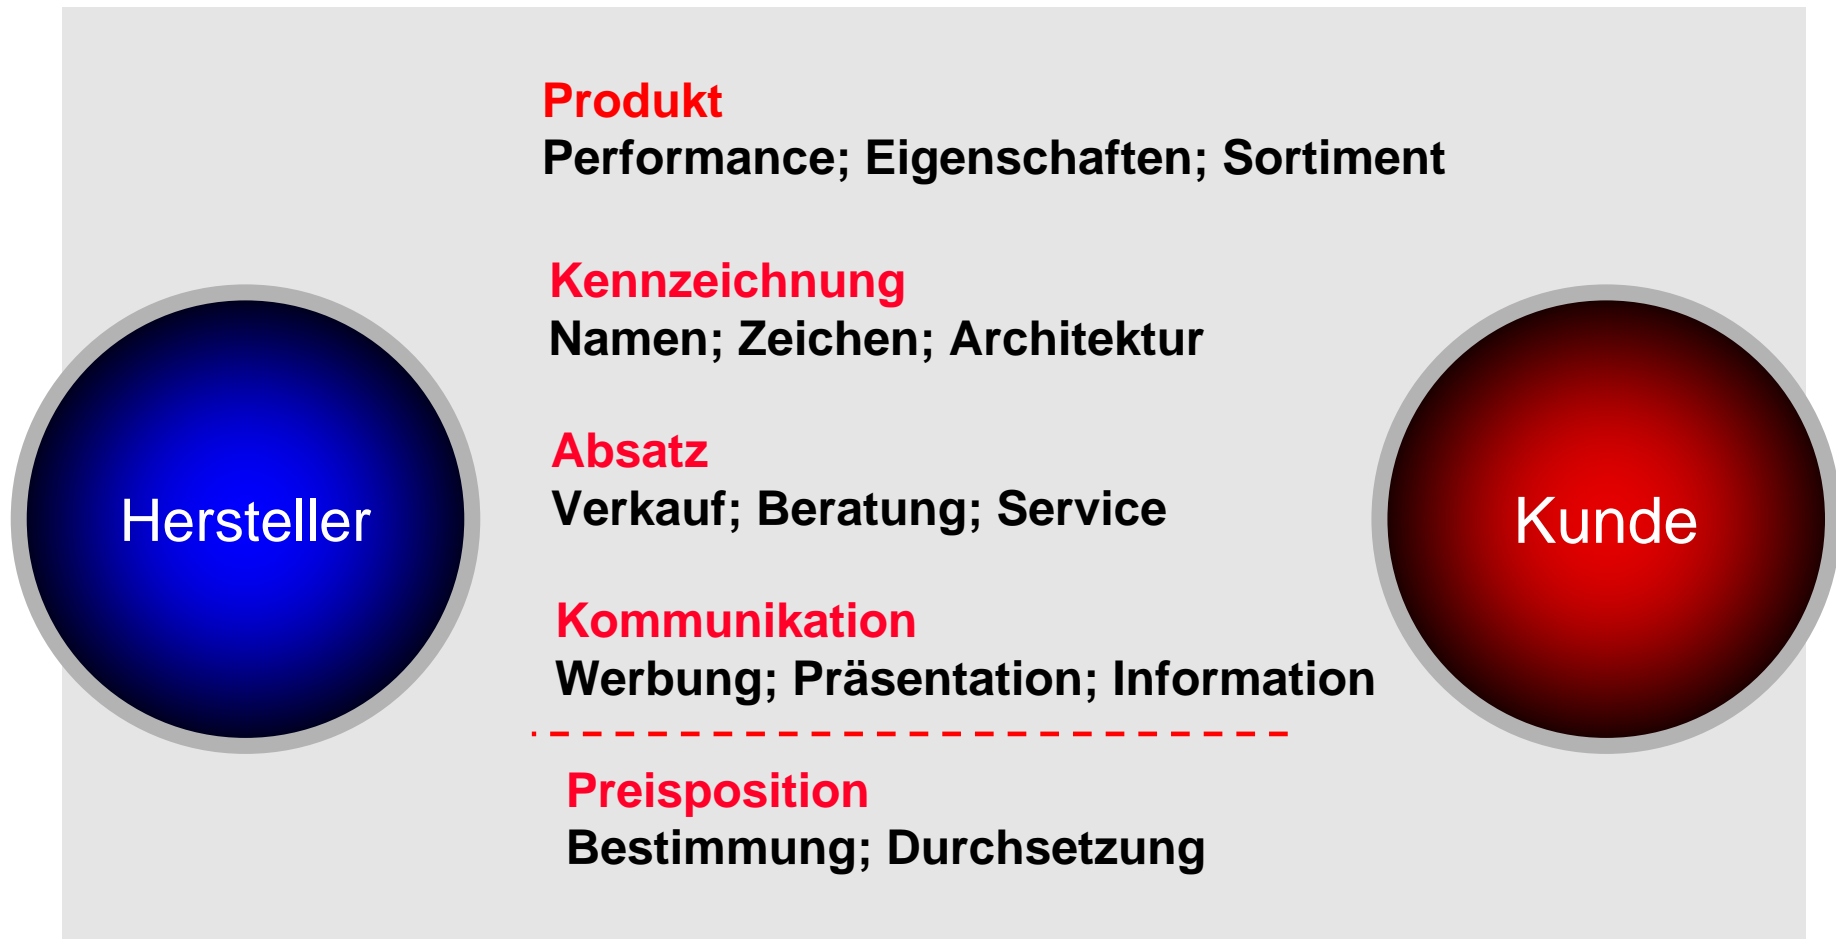 Produkt
Performance; Eigenschaften; Sortiment
Kennzeichnung
Namen; Zeichen; Architektur
Absatz
Verkauf; Beratung; Service
Hersteller
Kunde
Kommunikation
Werbung; Präsentation; Information
Preisposition
Bestimmung; Durchsetzung